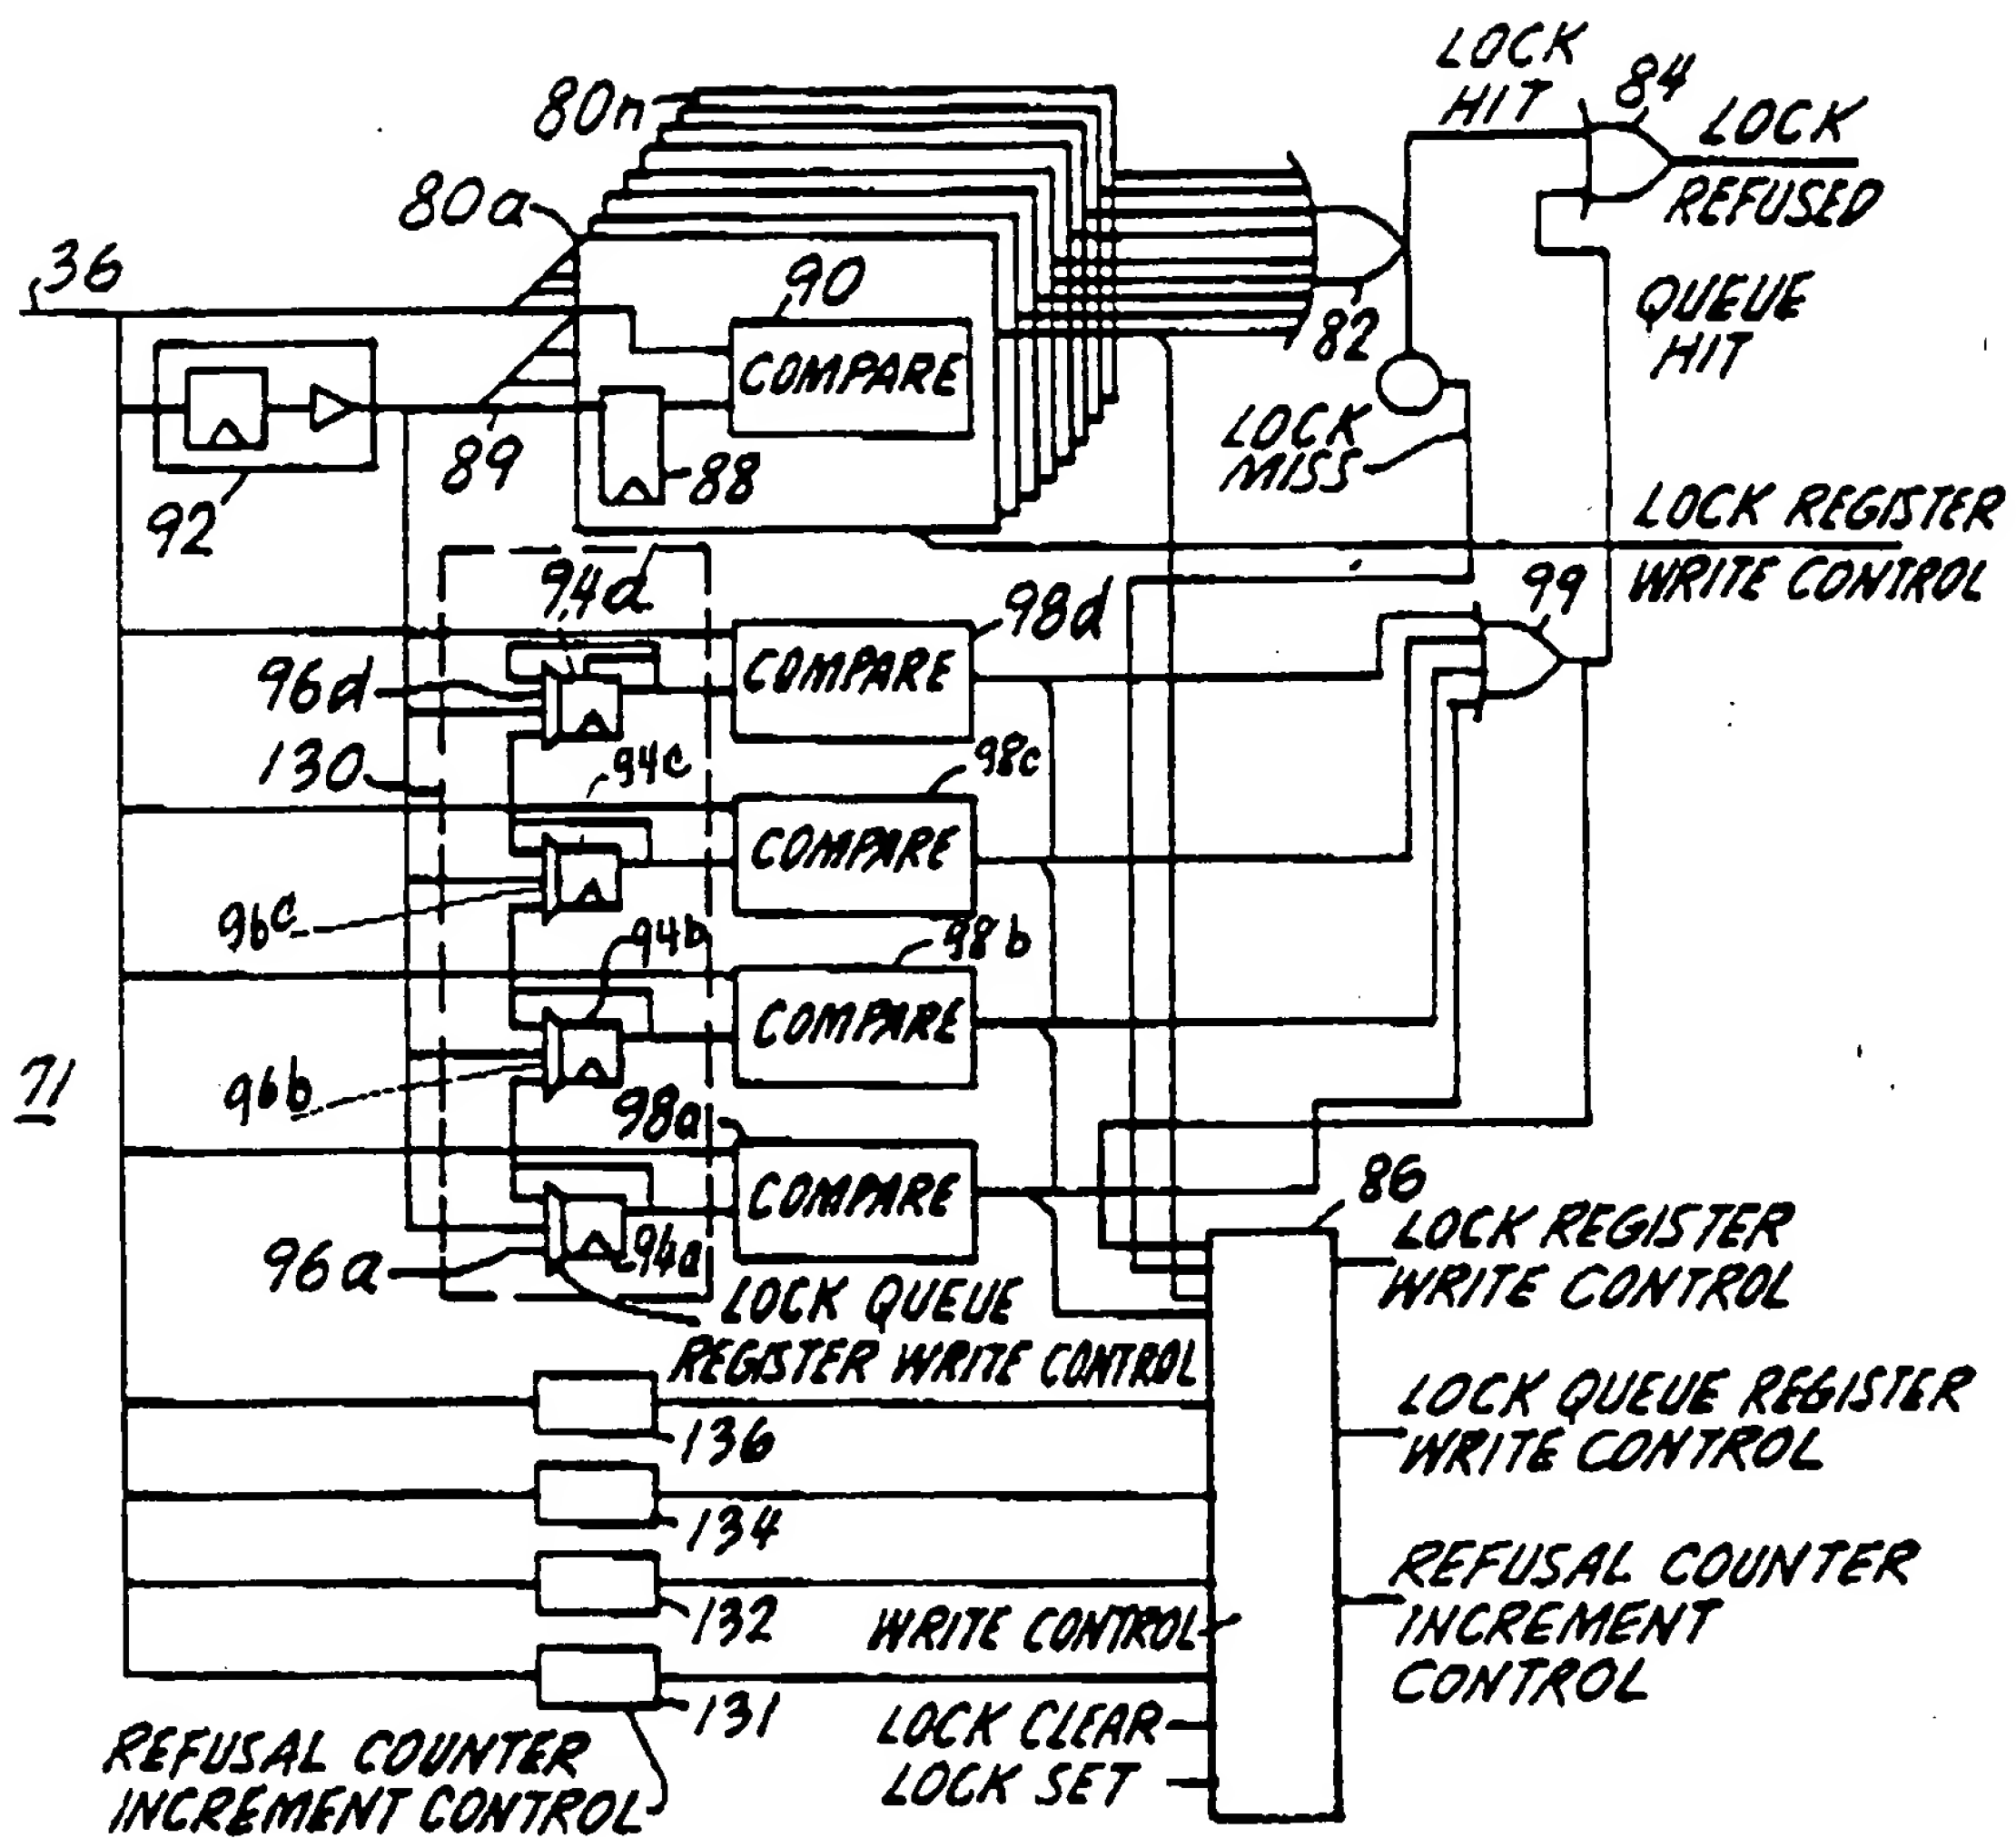 LOCK
HIT
84
LOCK
REFUSED
80n
80a
36
90
COMPARE
82
QUEUE
HIT
LOCK
MISS
89
88
92
LOCK REGISTER
WRITE CONTROL
94d
98d
99
96d
COMPARE
130
94c
98c
COMPARE
96c
94b
98b
COMPARE
71
96b
98a
COMPARE
86
96a
94a
LOCK QUEUE
REGISTER WRITE CONTROL
LOCK REGISTER
WRITE CONTROL
136
LOCK QUEUE REGISTER
WRITE CONTROL
134
132
WRITE CONTROL
REFUSAL COUNTER
INCREMENT
CONTROL
131
LOCK CLEAR
LOCK SET
REFUSAL COUNTER
INCREMENT CONTROL